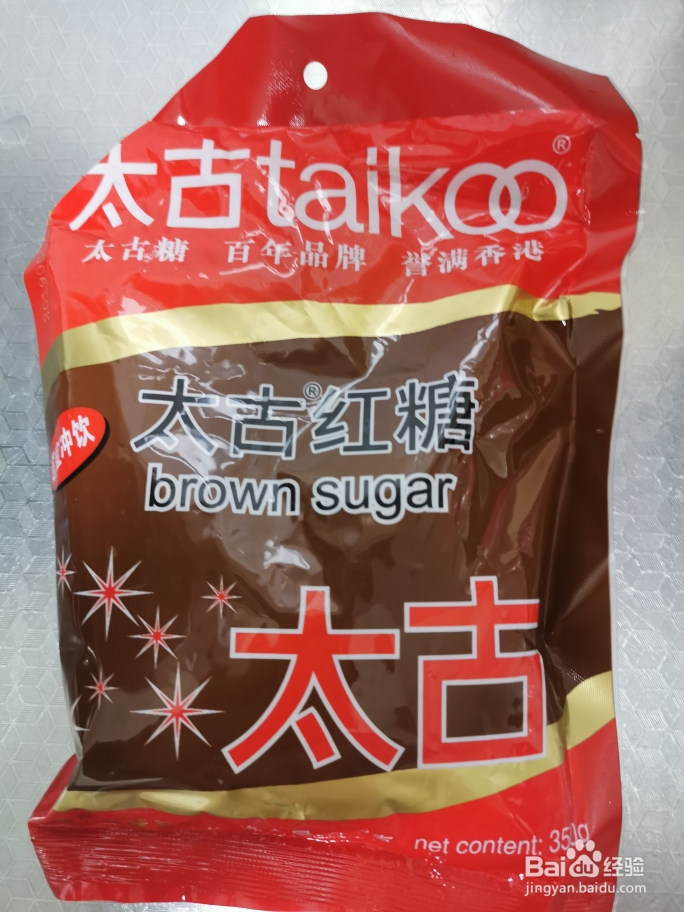 太古taikoo®
太古糖 百年品牌 誉满香港
太古®红糖
冲饮
brown sugar
太古
net content: 350g
Baidu经验
jingyan.baidu.com